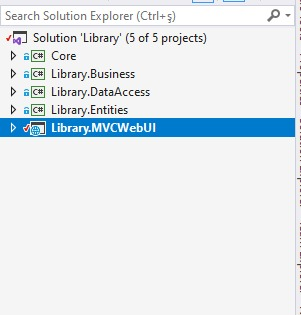 Search Solution Explorer (Ctrl+ş)
Solution 'Library' (5 of 5 projects)
C# Core
C# Library.Business
C# Library.DataAccess
C# Library.Entities
Library.MVCWebUI